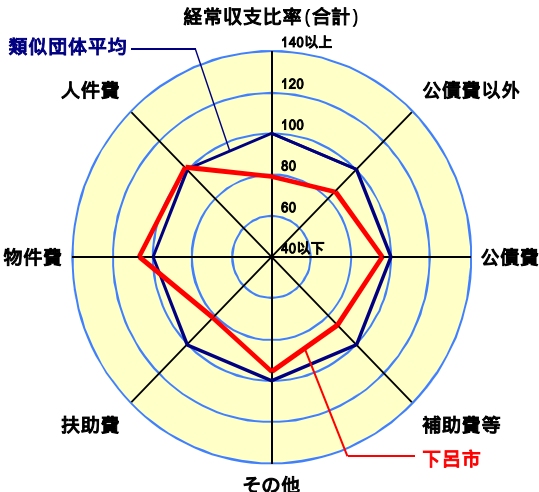 経常収支比率(合計)
140以上
類似団体平均
120
人件費
公債費以外
100
80
60
40以下
物件費
公債費
扶助費
補助費等
下呂市
その他